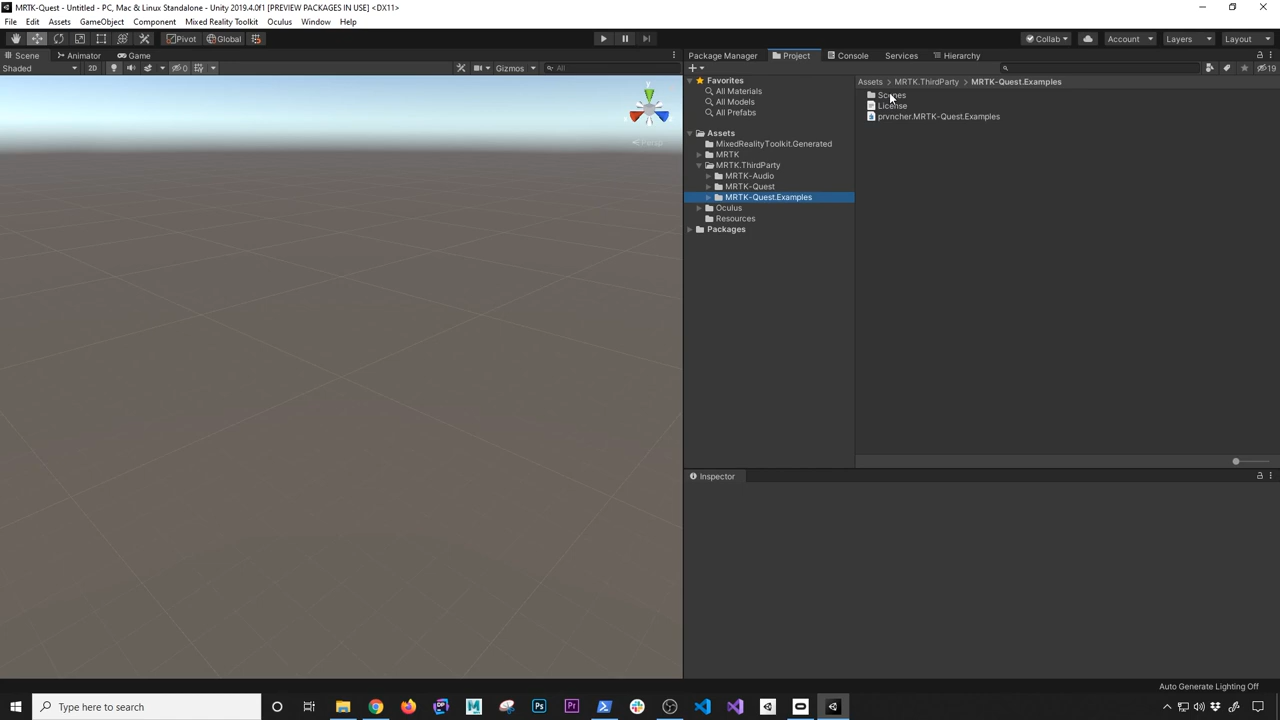 MRTK-Quest - Untitled - PC, Mac & Linux Standalone - Unity 2019.4.0f1 [PREVIEW PACKAGES IN USE] <DX11>
File Edit Assets GameObject Component Mixed Reality Toolkit Oculus Window Help
Pivot Global Collab Account Layers Layout
Scene Animator Game Package Manager Project Console Services Hierarchy
Shaded 2D 0 Gizmos All 19
Favorites
All Materials
All Models
All Prefabs
Assets
MixedRealityToolkit.Generated
MRTK
MRTK.ThirdParty
MRTK-Audio
MRTK-Quest
MRTK-Quest.Examples
Oculus
Resources
Packages
Assets > MRTK.ThirdParty > MRTK-Quest.Examples
Scenes
License
prvncher.MRTK-Quest.Examples
y
Persp
Inspector
Auto Generate Lighting Off
Type here to search